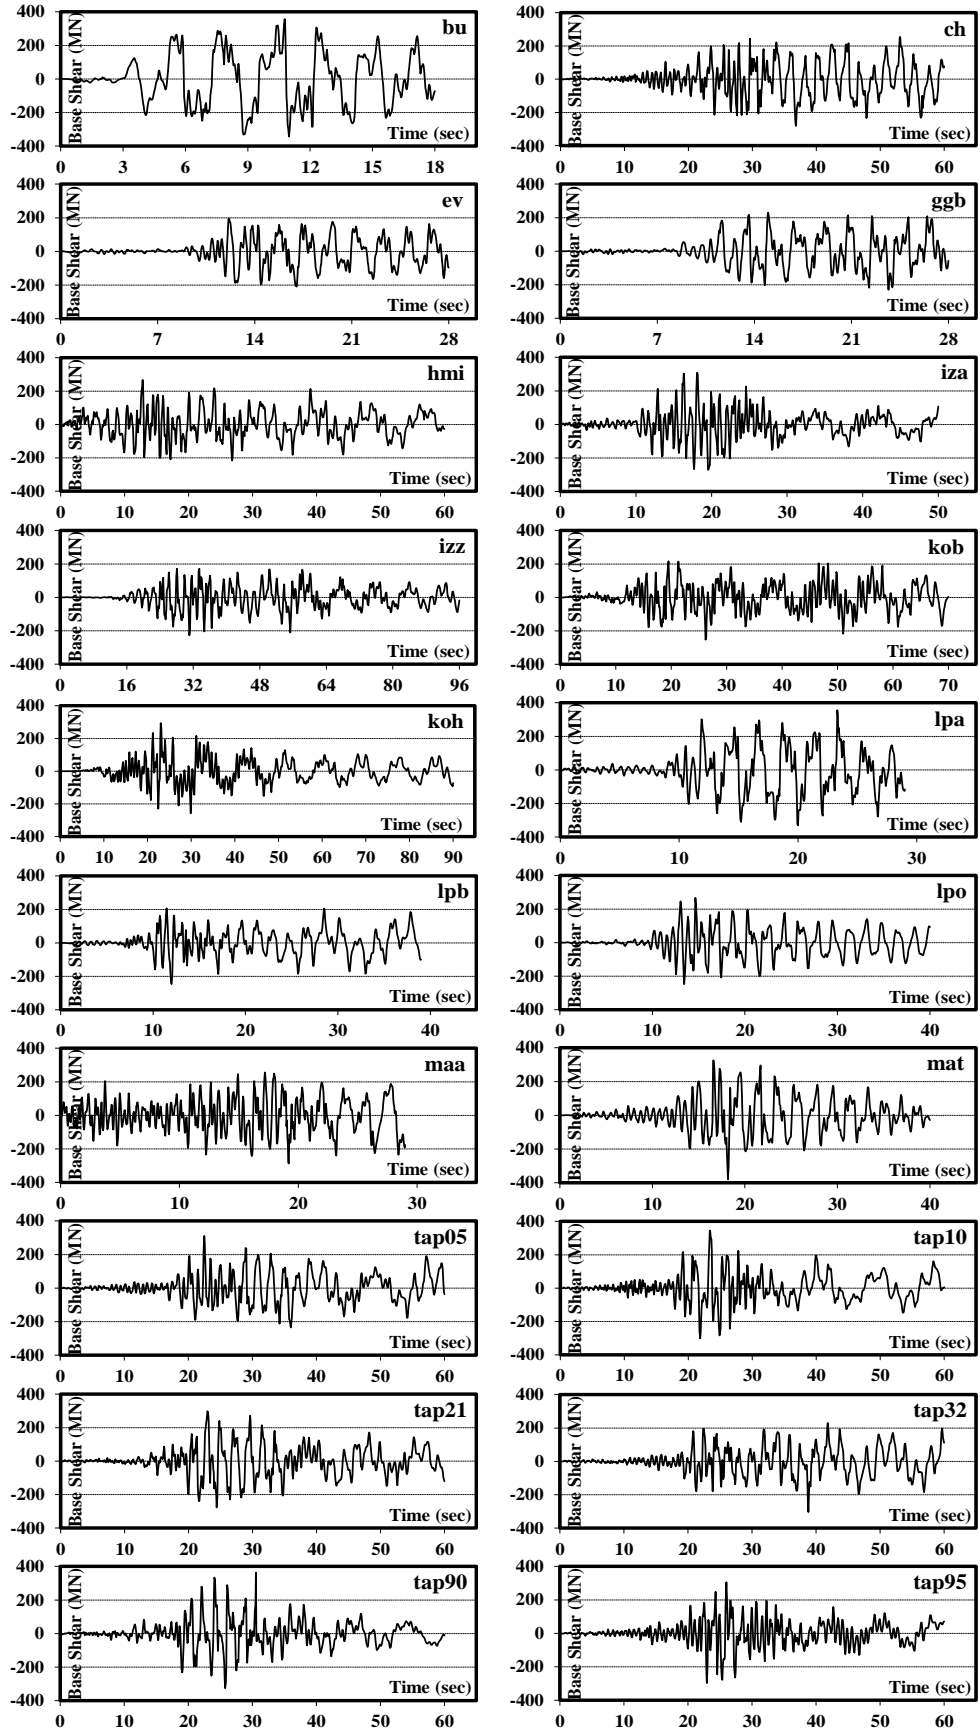 400 bu
200
0
-200
-400
Base Shear (MN)
Time (sec)
0 3 6 9 12 15 18
400 ch
200
0
-200
-400
Base Shear (MN)
Time (sec)
0 10 20 30 40 50 60
400 ev
200
0
-200
-400
Base Shear (MN)
Time (sec)
0 7 14 21 28
400 ggb
200
0
-200
-400
Base Shear (MN)
Time (sec)
0 7 14 21 28
400 hmi
200
0
-200
-400
Base Shear (MN)
Time (sec)
0 10 20 30 40 50 60
400 iza
200
0
-200
-400
Base Shear (MN)
Time (sec)
0 10 20 30 40 50
400 izz
200
0
-200
-400
Base Shear (MN)
Time (sec)
0 16 32 48 64 80 96
400 kob
200
0
-200
-400
Base Shear (MN)
Time (sec)
0 10 20 30 40 50 60 70
400 koh
200
0
-200
-400
Base Shear (MN)
Time (sec)
0 10 20 30 40 50 60 70 80 90
400 lpa
200
0
-200
-400
Base Shear (MN)
Time (sec)
0 10 20 30
400 lpb
200
0
-200
-400
Base Shear (MN)
Time (sec)
0 10 20 30 40
400 lpo
200
0
-200
-400
Base Shear (MN)
Time (sec)
0 10 20 30 40
400 maa
200
0
-200
-400
Base Shear (MN)
Time (sec)
0 10 20 30
400 mat
200
0
-200
-400
Base Shear (MN)
Time (sec)
0 10 20 30 40
400 tap05
200
0
-200
-400
Base Shear (MN)
Time (sec)
0 10 20 30 40 50 60
400 tap10
200
0
-200
-400
Base Shear (MN)
Time (sec)
0 10 20 30 40 50 60
400 tap21
200
0
-200
-400
Base Shear (MN)
Time (sec)
0 10 20 30 40 50 60
400 tap32
200
0
-200
-400
Base Shear (MN)
Time (sec)
0 10 20 30 40 50 60
400 tap90
200
0
-200
-400
Base Shear (MN)
Time (sec)
0 10 20 30 40 50 60
400 tap95
200
0
-200
-400
Base Shear (MN)
Time (sec)
0 10 20 30 40 50 60